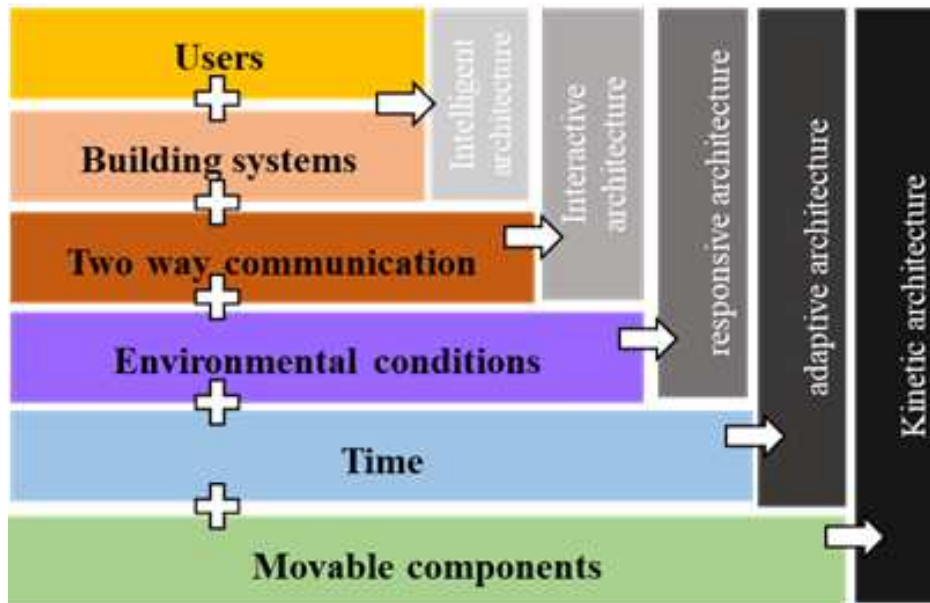 Users
Building systems
Two way communication
Environmental conditions
Time
Movable components
Intelligent
architecture
Interactive
architecture
responsive architecture
adaptive architecture
Kinetic architecture